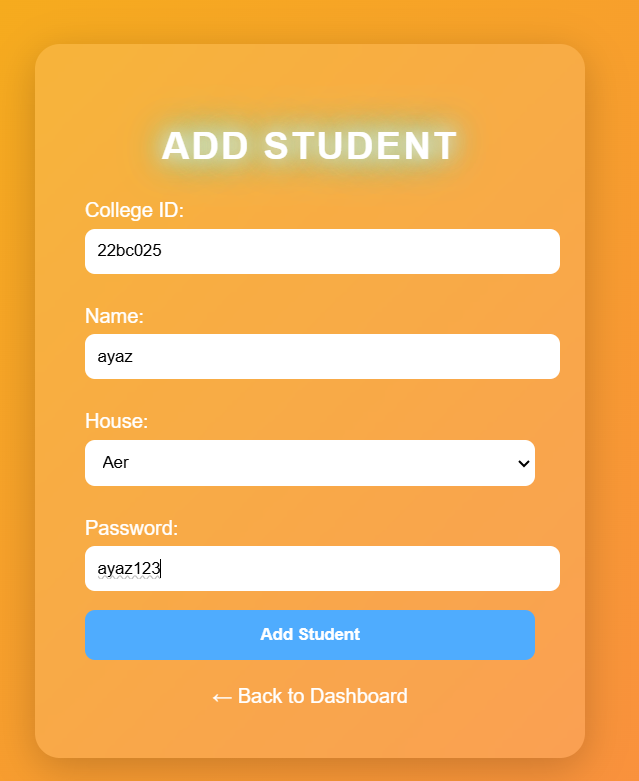 ADD STUDENT
College ID:
22bc025
Name:
ayaz
House:
Aer
Password:
ayaz123
Add Student
← Back to Dashboard